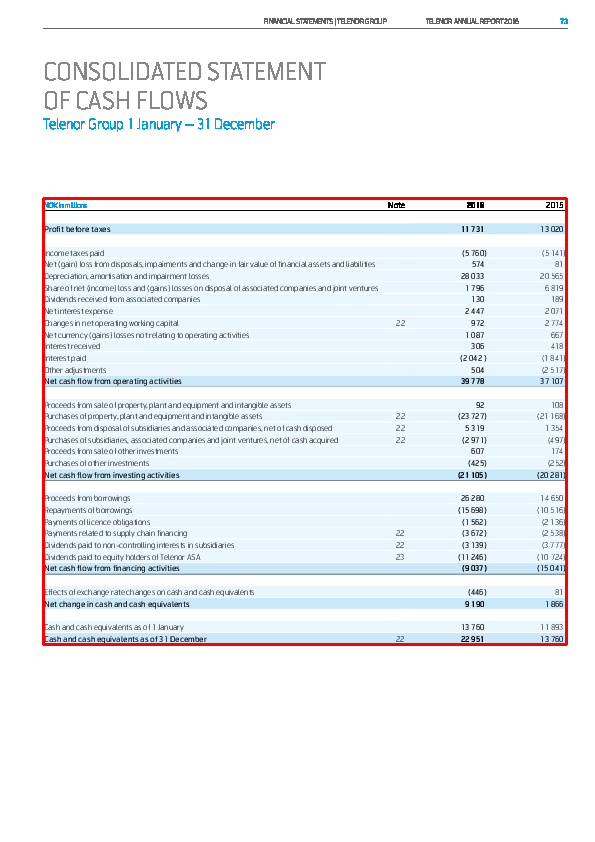 FINANCIAL STATEMENTS | TELENOR GROUP TELENOR ANNUAL REPORT 2016 73
CONSOLIDATED STATEMENT
OF CASH FLOWS
Telenor Group 1 January – 31 December
NOK in millions Note 2016 2015
Profit before taxes 11 731 13 020
Income taxes paid (5 760) (5 141)
Net (gain) loss from disposals, impairments and change in fair value of financial assets and liabilities 574 81
Depreciation, amortisation and impairment losses 28 033 20 565
Share of net (income) loss and (gains) losses on disposal of associated companies and joint ventures 1 796 6 819
Dividends received from associated companies 130 189
Net interest expense 2 447 2 071
Changes in net operating working capital 22 972 2 774
Net currency (gains) losses not relating to operating activities 1 087 667
Interest received 306 418
Interest paid (2 042) (1 841)
Other adjustments 504 (2 517)
Net cash flow from operating activities 39 778 37 107
Proceeds from sale of property, plant and equipment and intangible assets 92 108
Purchases of property, plant and equipment and intangible assets 22 (23 727) (21 168)
Proceeds from disposal of subsidiaries and associated companies, net of cash disposed 22 5 319 1 354
Purchases of subsidiaries, associated companies and joint ventures, net of cash acquired 22 (2 971) (497)
Proceeds from sale of other investments 607 174
Purchases of other investments (425) (252)
Net cash flow from investing activities (21 105) (20 281)
Proceeds from borrowings 26 280 14 650
Repayments of borrowings (15 698) (10 516)
Payments of licence obligations (1 562) (2 136)
Payments related to supply chain financing 22 (3 672) (2 538)
Dividends paid to non-controlling interests in subsidiaries 22 (3 139) (3 777)
Dividends paid to equity holders of Telenor ASA 23 (11 246) (10 724)
Net cash flow from financing activities (9 037) (15 041)
Effects of exchange rate changes on cash and cash equivalents (446) 81
Net change in cash and cash equivalents 9 190 1 866
Cash and cash equivalents as of 1 January 13 760 11 893
Cash and cash equivalents as of 31 December 22 22 951 13 760